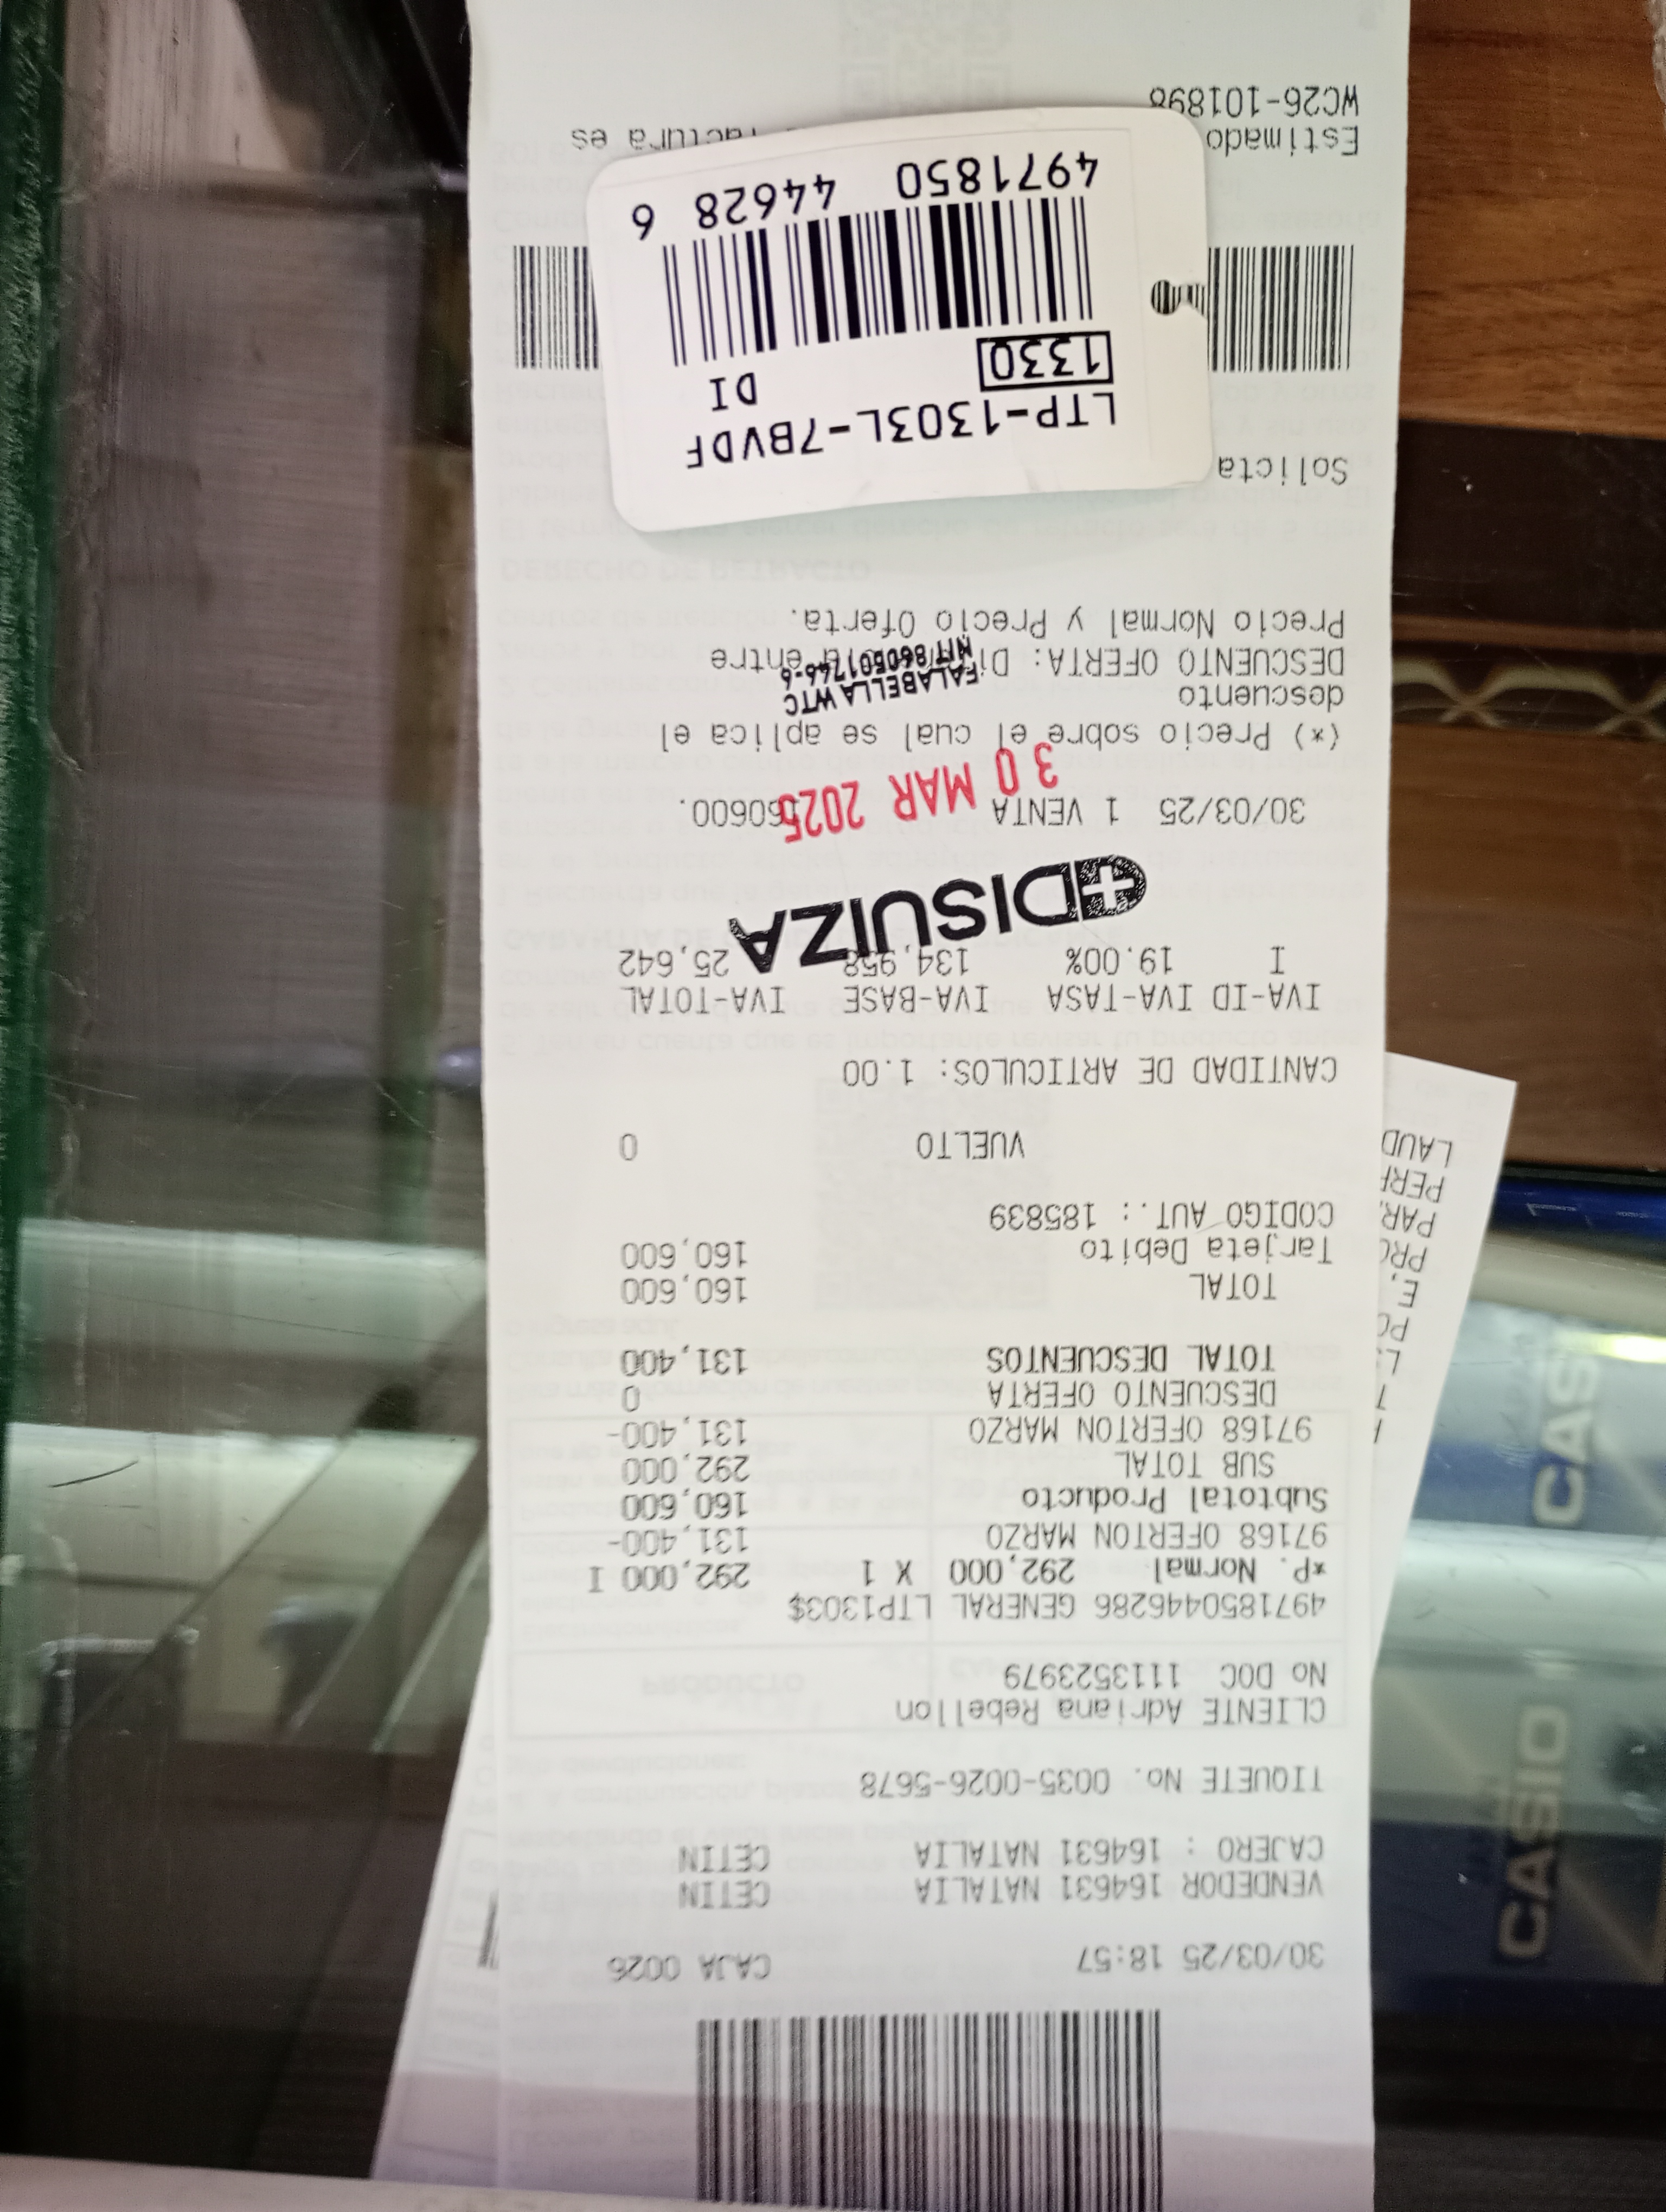 30/03/25 18:57 CAJA 0026
VENDEDOR 164631 NATALIA CETIN
CAJERO : 164631 NATALIA CETIN
TIQUETE No. 0035-0026-5678
CLIENTE Adriana Rebellon
No DOC 1113523979
4971850446286 GENERAL LTP1303$
*P. Normal 292,000 X 1 292,000 I
97168 OFERTON MARZO 131,400-
Subtotal Producto 160,600
SUB TOTAL 292,000
97168 OFERTON MARZO 131,400-
DESCUENTO OFERTA 0
TOTAL DESCUENTOS 131,400
TOTAL 160,600
Tarjeta Debito 160,600
CODIGO AUT.: 185839
VUELTO 0
CANTIDAD DE ARTICULOS: 1.00
IVA-ID IVA-TASA IVA-BASE IVA-TOTAL
I 19.00% 134,958 25,642
DISUIZA
30/03/25 1 VENTA 160600.
30 MAR 2025
(*) Precio sobre el cual se aplica el
descuento
FALABELLA WTC
NIT 860501746-6
DESCUENTO OFERTA: entre
Precio Normal y Precio Oferta.
Solicta
LTP-1303L-7BVDF
1330 DI
4971850 44628 6
Estimado es
WC26-101898
LAUD
PERF
PAR
PRO
E,
PO
L
T
CASIO
CASIO